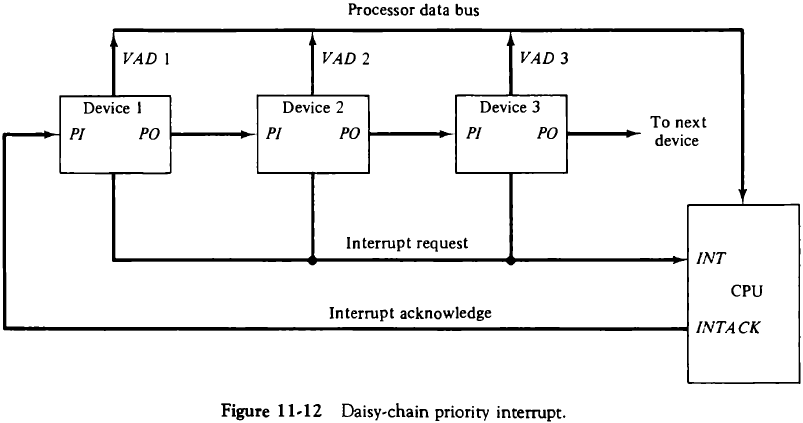 Processor data bus
VAD 1
VAD 2
VAD 3
Device 1
PI PO
Device 2
PI PO
Device 3
PI PO
To next
device
Interrupt request
INT
CPU
Interrupt acknowledge
INTACK
Figure 11-12 Daisy-chain priority interrupt.